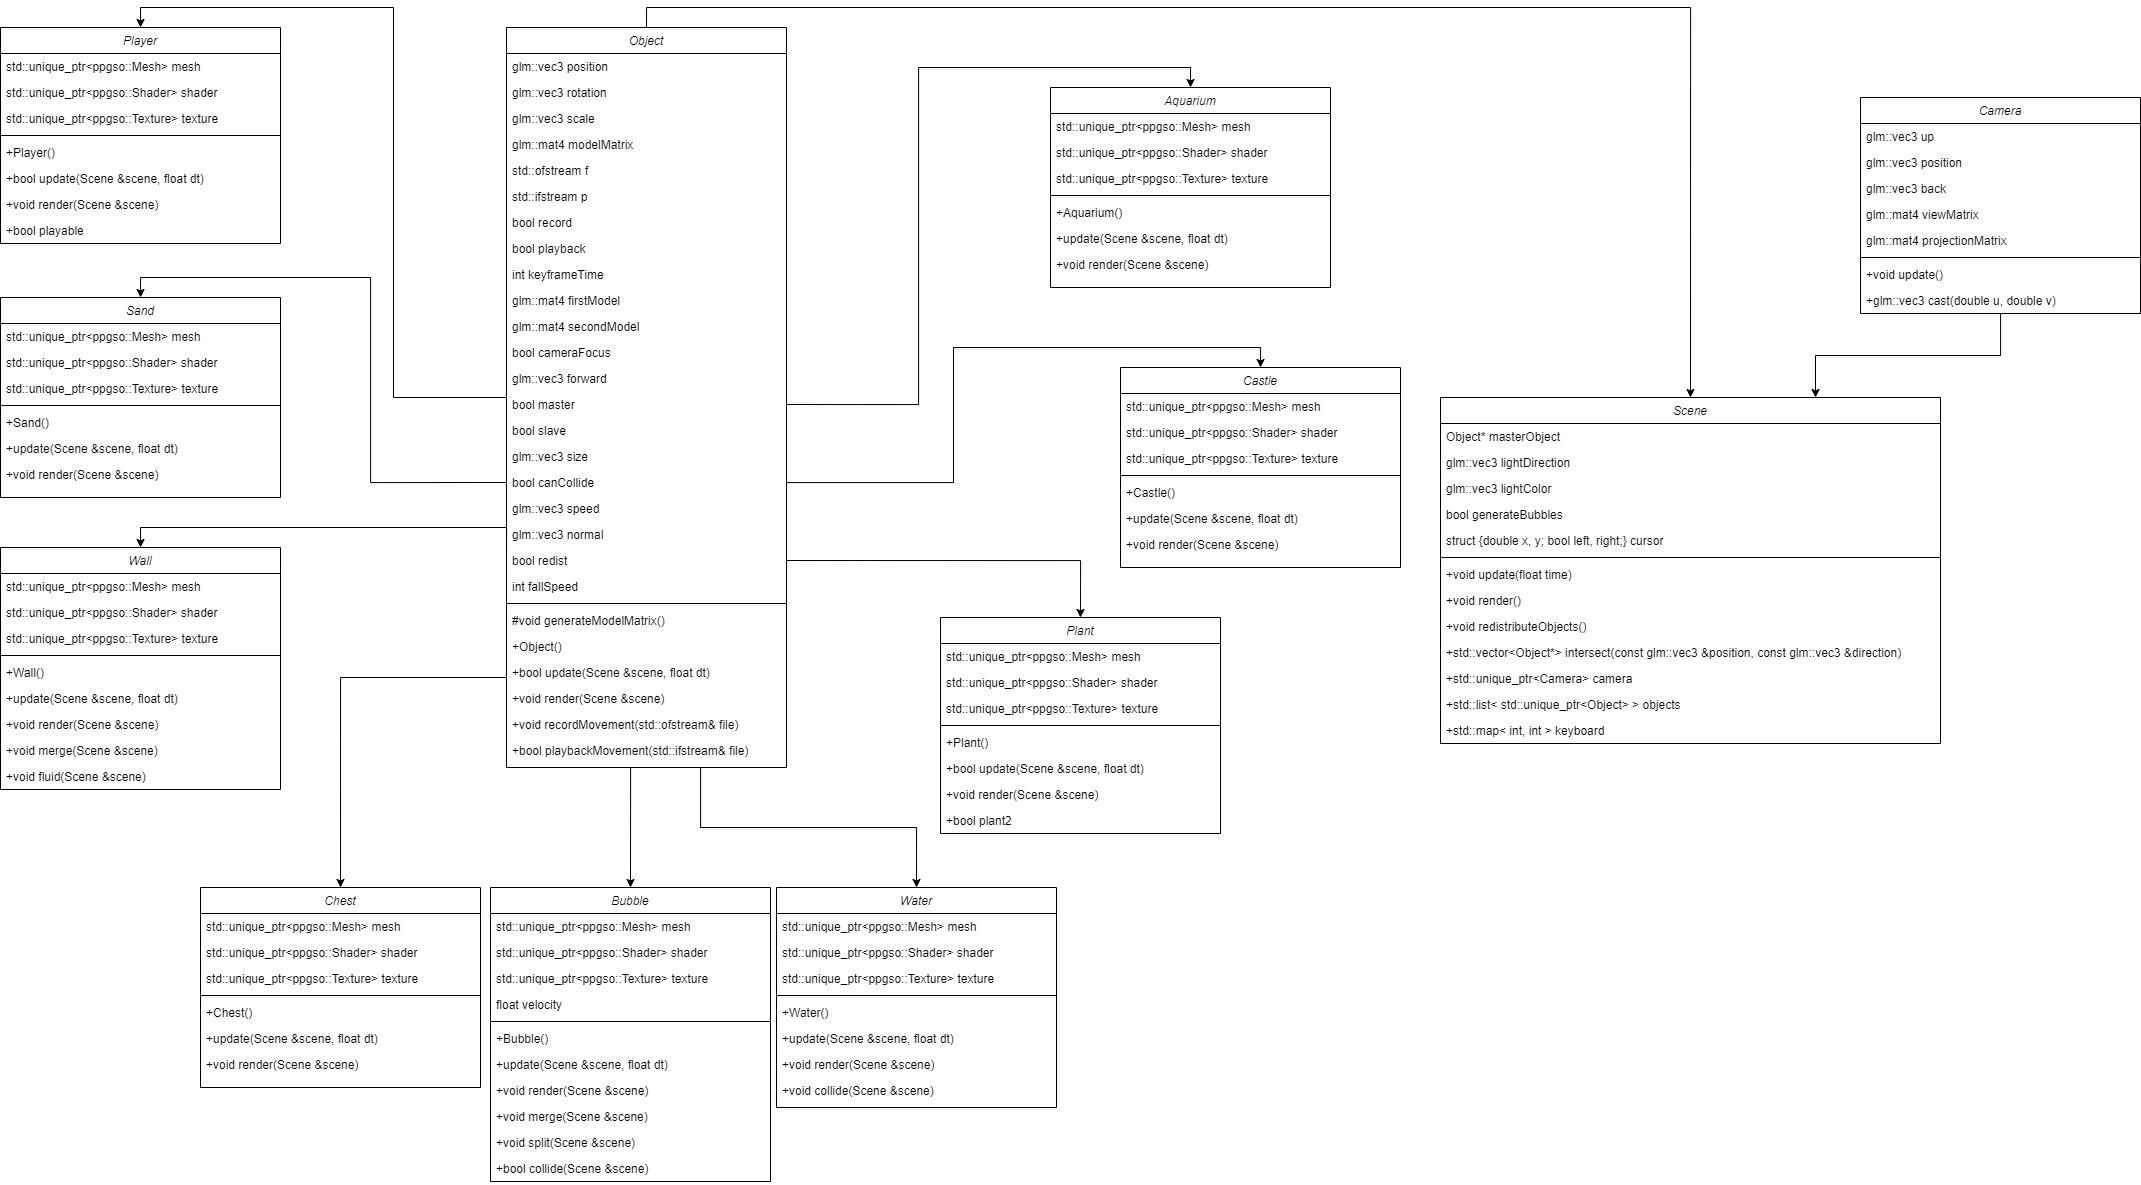 Player
std::unique_ptr<ppgso::Mesh> mesh
std::unique_ptr<ppgso::Shader> shader
std::unique_ptr<ppgso::Texture> texture
+Player()
+bool update(Scene &scene, float dt)
+void render(Scene &scene)
+bool playable
Sand
std::unique_ptr<ppgso::Mesh> mesh
std::unique_ptr<ppgso::Shader> shader
std::unique_ptr<ppgso::Texture> texture
+Sand()
+update(Scene &scene, float dt)
+void render(Scene &scene)
Wall
std::unique_ptr<ppgso::Mesh> mesh
std::unique_ptr<ppgso::Shader> shader
std::unique_ptr<ppgso::Texture> texture
+Wall()
+update(Scene &scene, float dt)
+void render(Scene &scene)
+void merge(Scene &scene)
+void fluid(Scene &scene)
Object
glm::vec3 position
glm::vec3 rotation
glm::vec3 scale
glm::mat4 modelMatrix
std::ofstream f
std::ifstream p
bool record
bool playback
int keyframeTime
glm::mat4 firstModel
glm::mat4 secondModel
bool cameraFocus
glm::vec3 forward
bool master
bool slave
glm::vec3 size
bool canCollide
glm::vec3 speed
glm::vec3 normal
bool redist
int fallSpeed
#void generateModelMatrix()
+Object()
+bool update(Scene &scene, float dt)
+void render(Scene &scene)
+void recordMovement(std::ofstream& file)
+bool playbackMovement(std::ifstream& file)
Aquarium
std::unique_ptr<ppgso::Mesh> mesh
std::unique_ptr<ppgso::Shader> shader
std::unique_ptr<ppgso::Texture> texture
+Aquarium()
+update(Scene &scene, float dt)
+void render(Scene &scene)
Castle
std::unique_ptr<ppgso::Mesh> mesh
std::unique_ptr<ppgso::Shader> shader
std::unique_ptr<ppgso::Texture> texture
+Castle()
+update(Scene &scene, float dt)
+void render(Scene &scene)
Plant
std::unique_ptr<ppgso::Mesh> mesh
std::unique_ptr<ppgso::Shader> shader
std::unique_ptr<ppgso::Texture> texture
+Plant()
+bool update(Scene &scene, float dt)
+void render(Scene &scene)
+bool plant2
Camera
glm::vec3 up
glm::vec3 position
glm::vec3 back
glm::mat4 viewMatrix
glm::mat4 projectionMatrix
+void update()
+glm::vec3 cast(double u, double v)
Scene
Object* masterObject
glm::vec3 lightDirection
glm::vec3 lightColor
bool generateBubbles
struct {double x, y; bool left, right;} cursor
+void update(float time)
+void render()
+void redistributeObjects()
+std::vector<Object*> intersect(const glm::vec3 &position, const glm::vec3 &direction)
+std::unique_ptr<Camera> camera
+std::list< std::unique_ptr<Object> > objects
+std::map< int, int > keyboard
Chest
std::unique_ptr<ppgso::Mesh> mesh
std::unique_ptr<ppgso::Shader> shader
std::unique_ptr<ppgso::Texture> texture
+Chest()
+update(Scene &scene, float dt)
+void render(Scene &scene)
Bubble
std::unique_ptr<ppgso::Mesh> mesh
std::unique_ptr<ppgso::Shader> shader
std::unique_ptr<ppgso::Texture> texture
float velocity
+Bubble()
+update(Scene &scene, float dt)
+void render(Scene &scene)
+void merge(Scene &scene)
+void split(Scene &scene)
+bool collide(Scene &scene)
Water
std::unique_ptr<ppgso::Mesh> mesh
std::unique_ptr<ppgso::Shader> shader
std::unique_ptr<ppgso::Texture> texture
+Water()
+update(Scene &scene, float dt)
+void render(Scene &scene)
+void collide(Scene &scene)